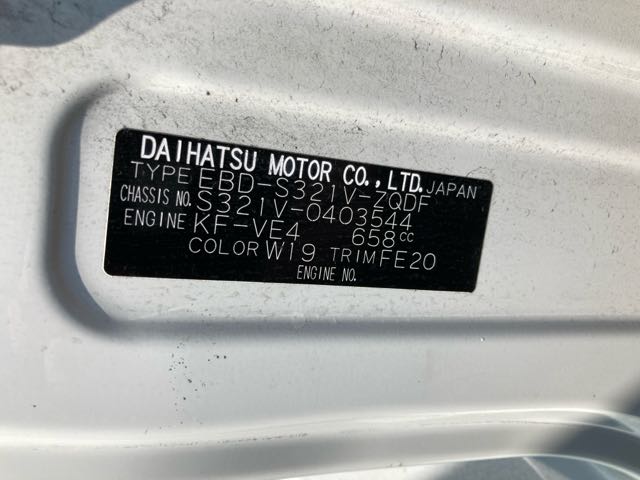 DAIHATSU MOTOR CO., LTD. JAPAN
TYPE EBD-S321V-ZQDF
CHASSIS NO. S321V-0403544
ENGINE KF-VE4 658cc
COLOR W19 TRIM FE20
ENGINE NO.